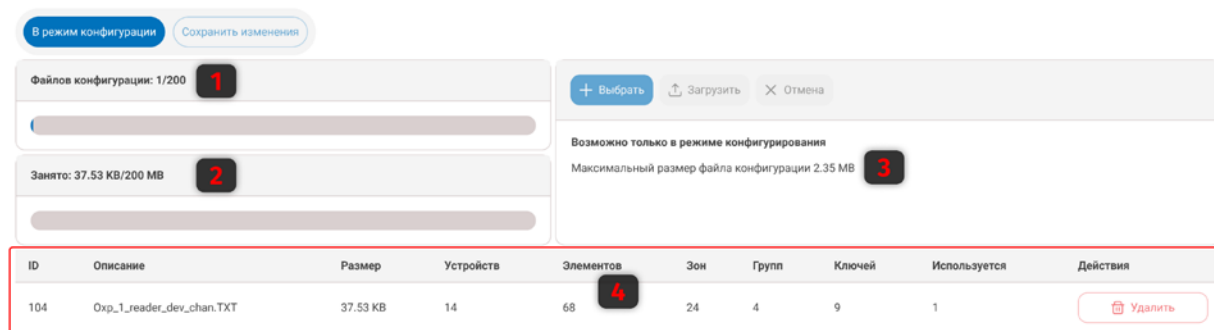 В режим конфигурации Сохранить изменения
Файлов конфигурации: 1/200 1
Занято: 37.53 KB/200 MB 2
+ Выбрать Загрузить × Отмена
Возможно только в режиме конфигурирования
Максимальный размер файла конфигурации 2.35 MB 3
ID Описание Размер Устройств Элементов Зон Групп Ключей Используется Действия
4
104 Oxp_1_reader_dev_chan.TXT 37.53 KB 14 68 24 4 9 1 Удалить